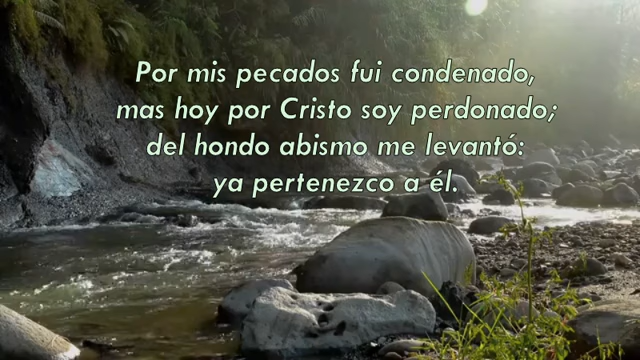 Por mis pecados fui condenado,
mas hoy por Cristo soy perdonado;
del hondo abismo me levantó:
ya pertenezco a él.